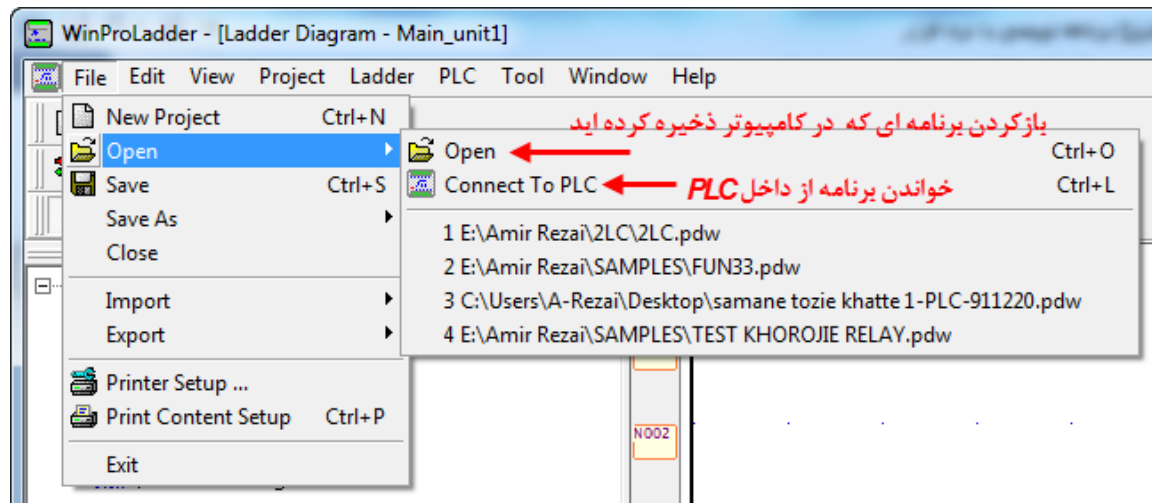 WinProLadder - [Ladder Diagram - Main_unit1]
File Edit View Project Ladder PLC Tool Window Help
New Project Ctrl+N
Open
Save Ctrl+S
Save As
Close
Import
Export
Printer Setup ...
Print Content Setup Ctrl+P
Exit
بازکردن برنامه ای که در کامپیوتر ذخیره کرده اید
Open Ctrl+O
Connect To PLC خواندن برنامه از داخل PLC Ctrl+L
1 E:\Amir Rezai\2LC\2LC.pdw
2 E:\Amir Rezai\SAMPLES\FUN33.pdw
3 C:\Users\A-Rezai\Desktop\samane tozie khatte 1-PLC-911220.pdw
4 E:\Amir Rezai\SAMPLES\TEST KHOROJIE RELAY.pdw
N002